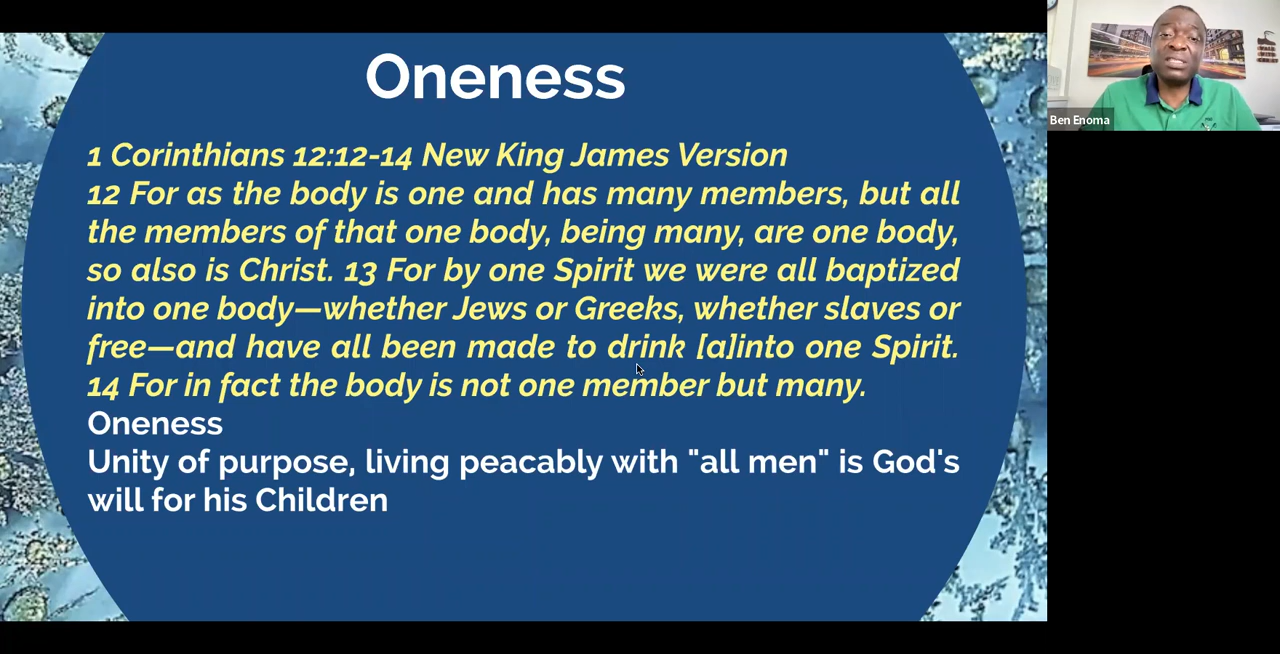 Oneness
1 Corinthians 12:12-14 New King James Version
12 For as the body is one and has many members, but all
the members of that one body, being many, are one body,
so also is Christ. 13 For by one Spirit we were all baptized
into one body—whether Jews or Greeks, whether slaves or
free—and have all been made to drink [a]into one Spirit.
14 For in fact the body is not one member but many.
Oneness
Unity of purpose, living peacably with "all men" is God's
will for his Children
Ben Enoma